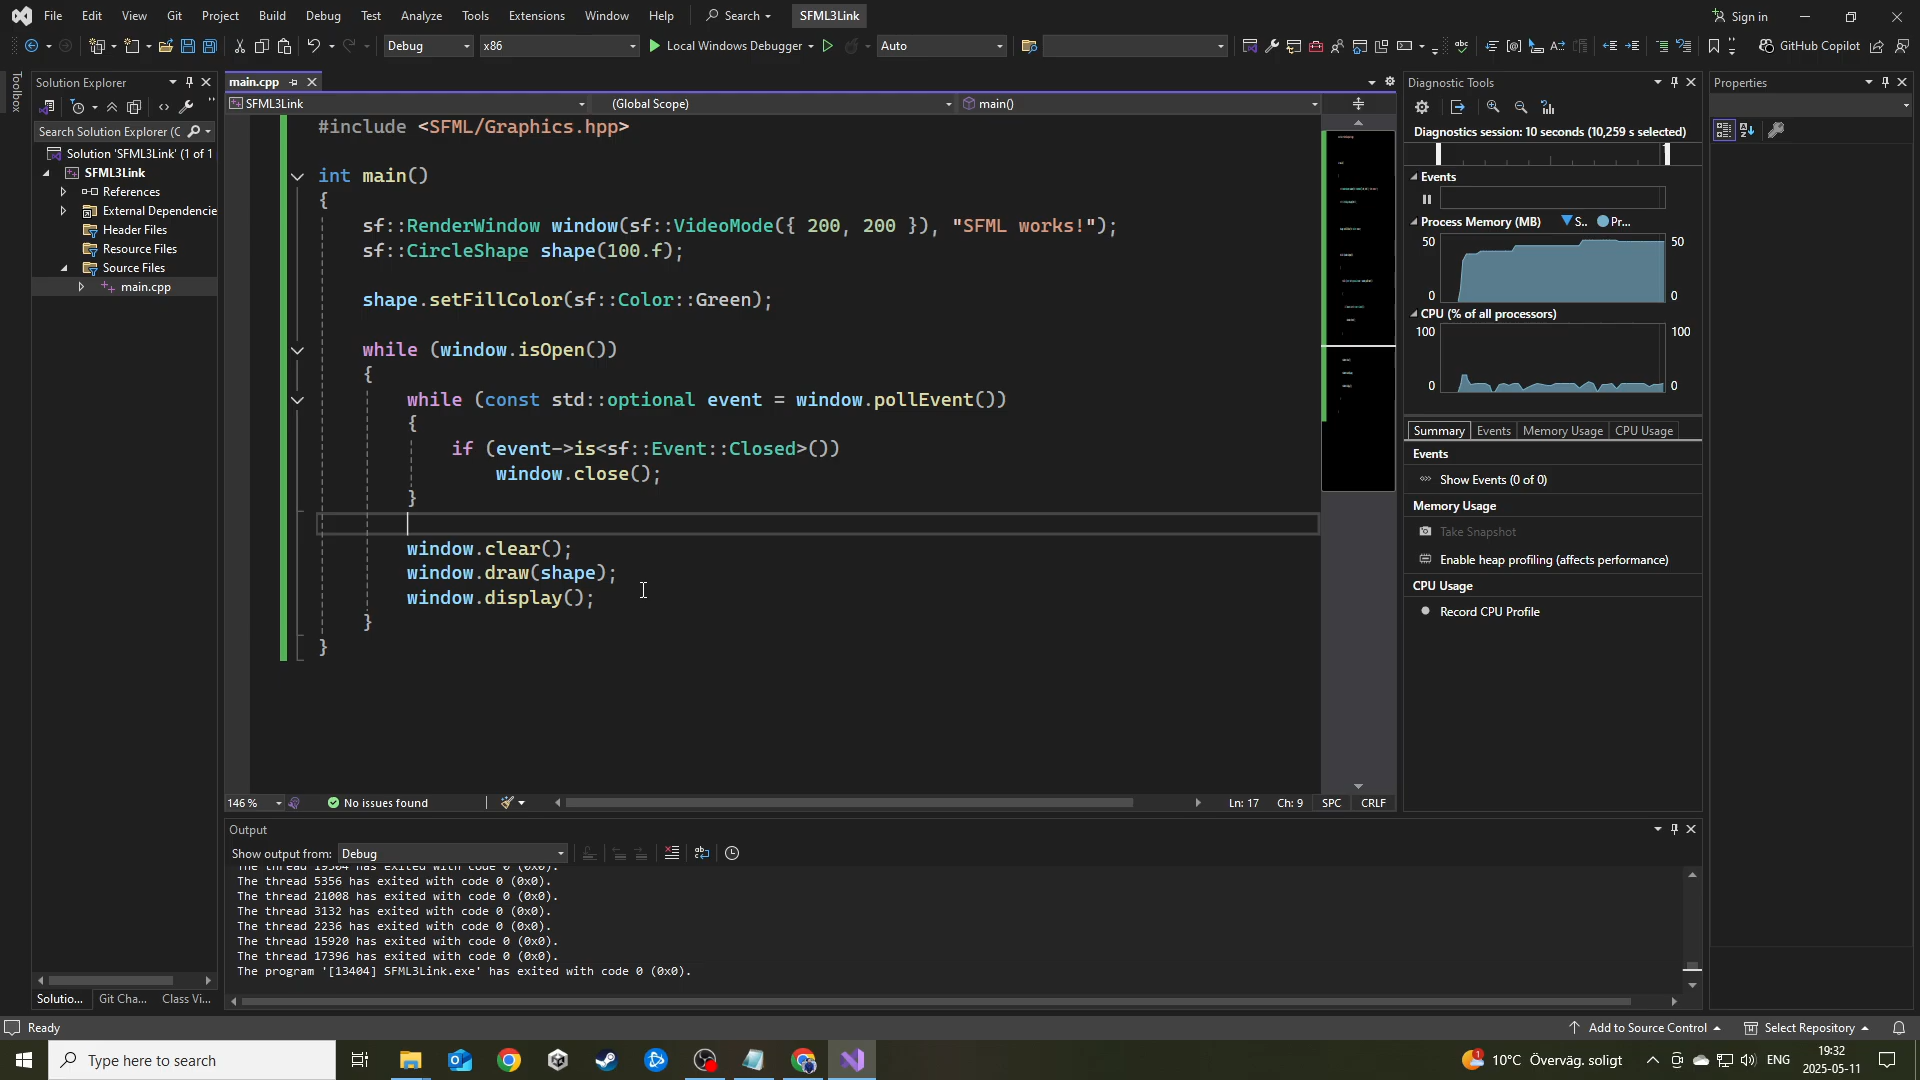 File Edit View Git Project Build Debug Test Analyze Tools Extensions Window Help Search SFML3Link Sign in
Debug x86 Local Windows Debugger Auto GitHub Copilot
Toolbox
Solution Explorer
Search Solution Explorer (C
Solution 'SFML3Link' (1 of 1
SFML3Link
References
External Dependencie
Header Files
Resource Files
Source Files
main.cpp
Soluti
Git Cha...
Class Vi...
main.cpp
SFML3Link (Global Scope) main()
#include <SFML/Graphics.hpp>
int main()
{
sf::RenderWindow window(sf::VideoMode({ 200, 200 }), "SFML works!");
sf::CircleShape shape(100.f);
shape.setFillColor(sf::Color::Green);
while (window.isOpen())
{
while (const std::optional event = window.pollEvent())
{
if (event->is<sf::Event::Closed>())
window.close();
}
window.clear();
window.draw(shape);
window.display();
}
}
146 % No issues found Ln: 17 Ch: 9 SPC CRLF
Output
Show output from: Debug
The thread 19504 has exited with code 0 (0x0).
The thread 5356 has exited with code 0 (0x0).
The thread 21008 has exited with code 0 (0x0).
The thread 3132 has exited with code 0 (0x0).
The thread 2236 has exited with code 0 (0x0).
The thread 15920 has exited with code 0 (0x0).
The thread 17396 has exited with code 0 (0x0).
The program '[13404] SFML3Link.exe' has exited with code 0 (0x0).
Diagnostic Tools
Diagnostics session: 10 seconds (10,259 s selected)
Events
Process Memory (MB) S.. Pr...
50 50
0 0
CPU (% of all processors)
100 100
0 0
Summary Events Memory Usage CPU Usage
Events
Show Events (0 of 0)
Memory Usage
Take Snapshot
Enable heap profiling (affects performance)
CPU Usage
Record CPU Profile
Properties
Ready Add to Source Control Select Repository
Type here to search
10°C Överväg. soligt ENG 19:32
2025-05-11